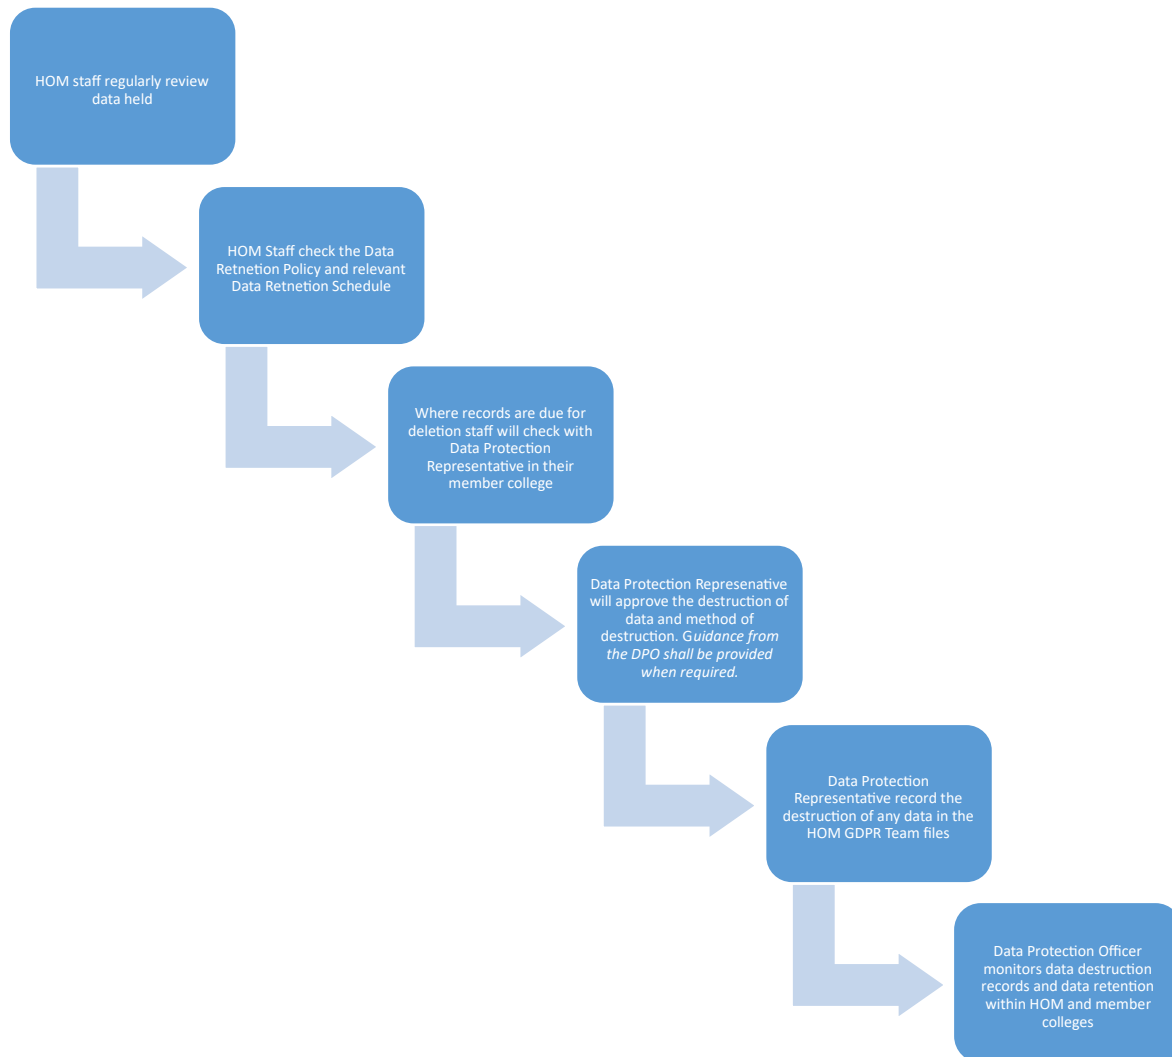 HOM staff regularly review
data held
HOM Staff check the Data
Retnetion Policy and relevant
Data Retnetion Schedule
Where records are due for
deletion staff will check with
Data Protection
Representative in their
member college
Data Protection Represenative
will approve the destruction of
data and method of
destruction. Guidance from
the DPO shall be provided
when required.
Data Protection
Representative record the
destruction of any data in the
HOM GDPR Team files
Data Protection Officer
monitors data destruction
records and data retention
within HOM and member
colleges